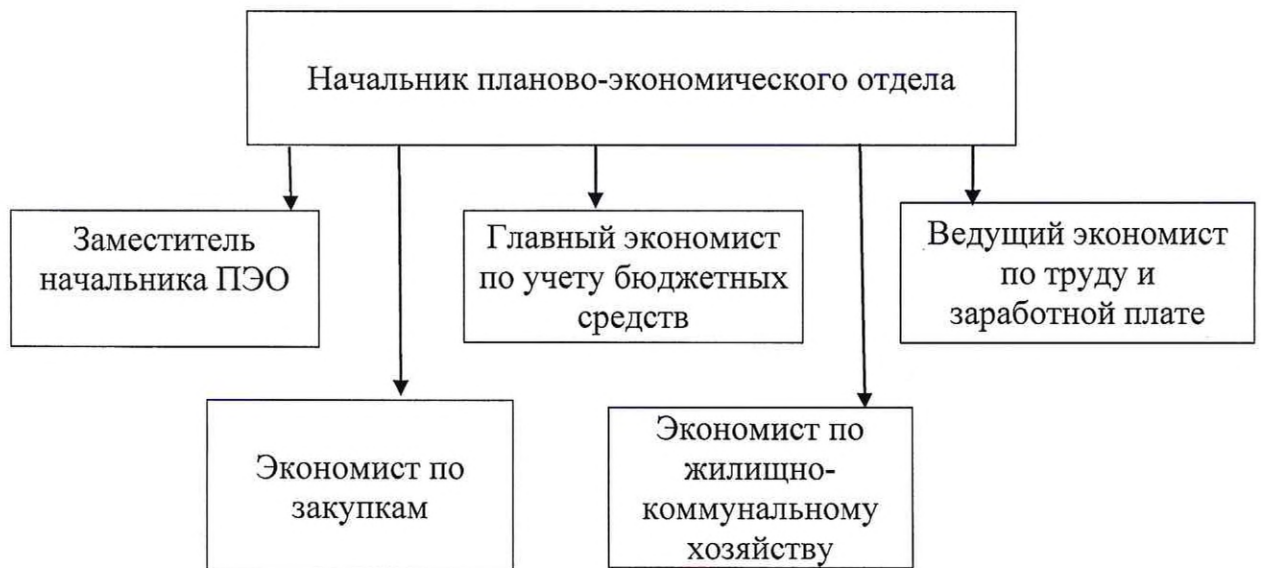 Начальник планово-экономического отдела
Заместитель
начальника ПЭО
Главный экономист
по учету бюджетных
средств
Ведущий экономист
по труду и
заработной плате
Экономист по
закупкам
Экономист по
жилищно-
коммунальному
хозяйству